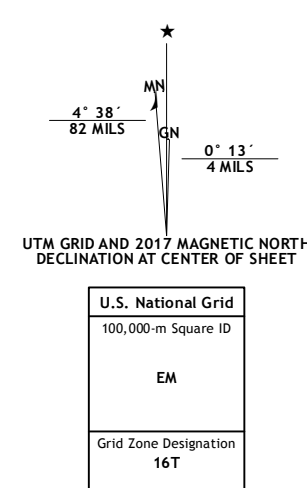 ★
MN
4° 38´
82 MILS
GN
0° 13´
4 MILS
UTM GRID AND 2017 MAGNETIC NORTH
DECLINATION AT CENTER OF SHEET
U.S. National Grid
100,000-m Square ID
EM
Grid Zone Designation
16T